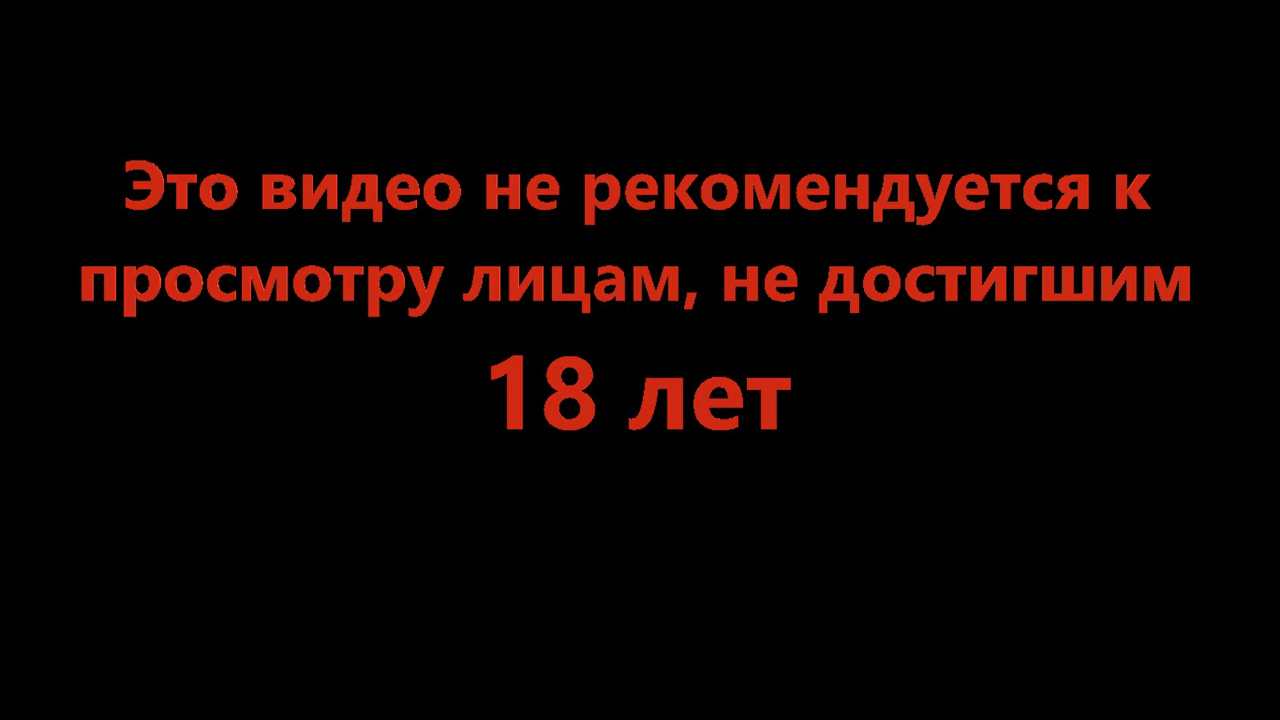 Это видео не рекомендуется к
просмотру лицам, не достигшим
18 лет